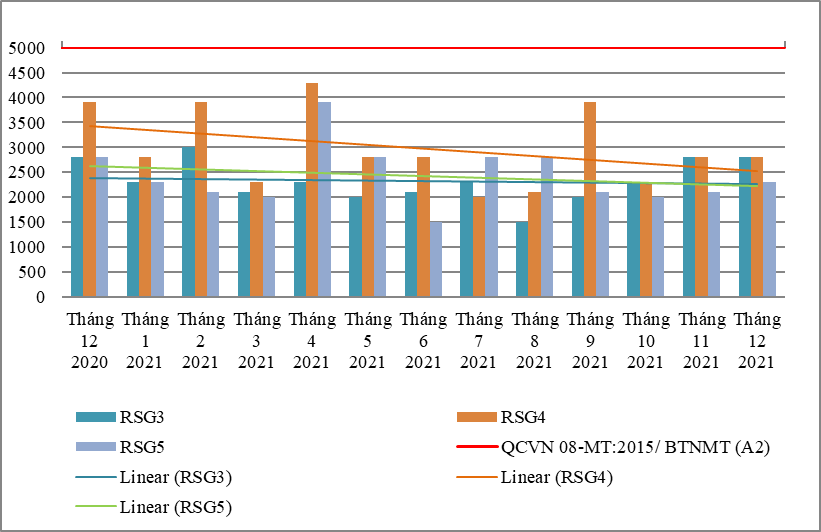 5000
4500
4000
3500
3000
2500
2000
1500
1000
500
0
Tháng 12 2020
Tháng 1 2021
Tháng 2 2021
Tháng 3 2021
Tháng 4 2021
Tháng 5 2021
Tháng 6 2021
Tháng 7 2021
Tháng 8 2021
Tháng 9 2021
Tháng 10 2021
Tháng 11 2021
Tháng 12 2021
RSG3
RSG4
RSG5
QCVN 08-MT:2015/ BTNMT (A2)
Linear (RSG3)
Linear (RSG4)
Linear (RSG5)